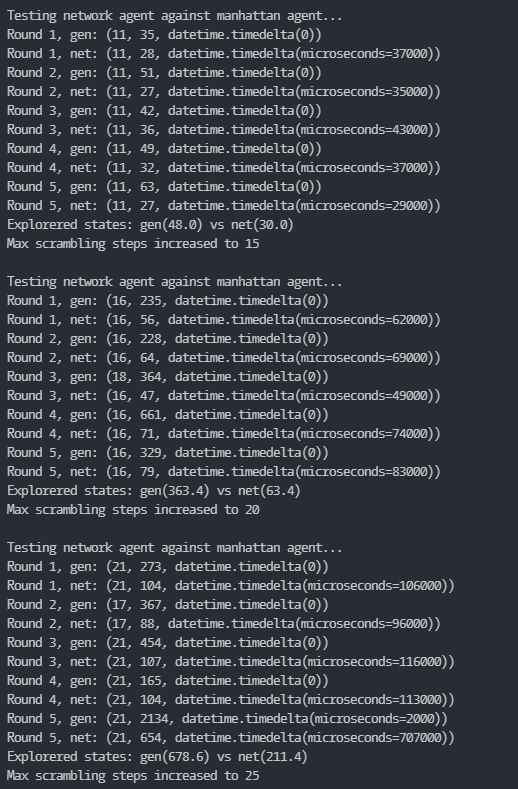 Testing network agent against manhattan agent...
Round 1, gen: (11, 35, datetime.timedelta(0))
Round 1, net: (11, 28, datetime.timedelta(microseconds=37000))
Round 2, gen: (11, 51, datetime.timedelta(0))
Round 2, net: (11, 27, datetime.timedelta(microseconds=35000))
Round 3, gen: (11, 42, datetime.timedelta(0))
Round 3, net: (11, 36, datetime.timedelta(microseconds=43000))
Round 4, gen: (11, 49, datetime.timedelta(0))
Round 4, net: (11, 32, datetime.timedelta(microseconds=37000))
Round 5, gen: (11, 63, datetime.timedelta(0))
Round 5, net: (11, 27, datetime.timedelta(microseconds=29000))
Explorered states: gen(48.0) vs net(30.0)
Max scrambling steps increased to 15
Testing network agent against manhattan agent...
Round 1, gen: (16, 235, datetime.timedelta(0))
Round 1, net: (16, 56, datetime.timedelta(microseconds=62000))
Round 2, gen: (16, 228, datetime.timedelta(0))
Round 2, net: (16, 64, datetime.timedelta(microseconds=69000))
Round 3, gen: (18, 364, datetime.timedelta(0))
Round 3, net: (16, 47, datetime.timedelta(microseconds=49000))
Round 4, gen: (16, 661, datetime.timedelta(0))
Round 4, net: (16, 71, datetime.timedelta(microseconds=74000))
Round 5, gen: (16, 329, datetime.timedelta(0))
Round 5, net: (16, 79, datetime.timedelta(microseconds=83000))
Explorered states: gen(363.4) vs net(63.4)
Max scrambling steps increased to 20
Testing network agent against manhattan agent...
Round 1, gen: (21, 273, datetime.timedelta(0))
Round 1, net: (21, 104, datetime.timedelta(microseconds=106000))
Round 2, gen: (17, 367, datetime.timedelta(0))
Round 2, net: (17, 88, datetime.timedelta(microseconds=96000))
Round 3, gen: (21, 454, datetime.timedelta(0))
Round 3, net: (21, 107, datetime.timedelta(microseconds=116000))
Round 4, gen: (21, 165, datetime.timedelta(0))
Round 4, net: (21, 104, datetime.timedelta(microseconds=113000))
Round 5, gen: (21, 2134, datetime.timedelta(microseconds=2000))
Round 5, net: (21, 654, datetime.timedelta(microseconds=707000))
Explorered states: gen(678.6) vs net(211.4)
Max scrambling steps increased to 25